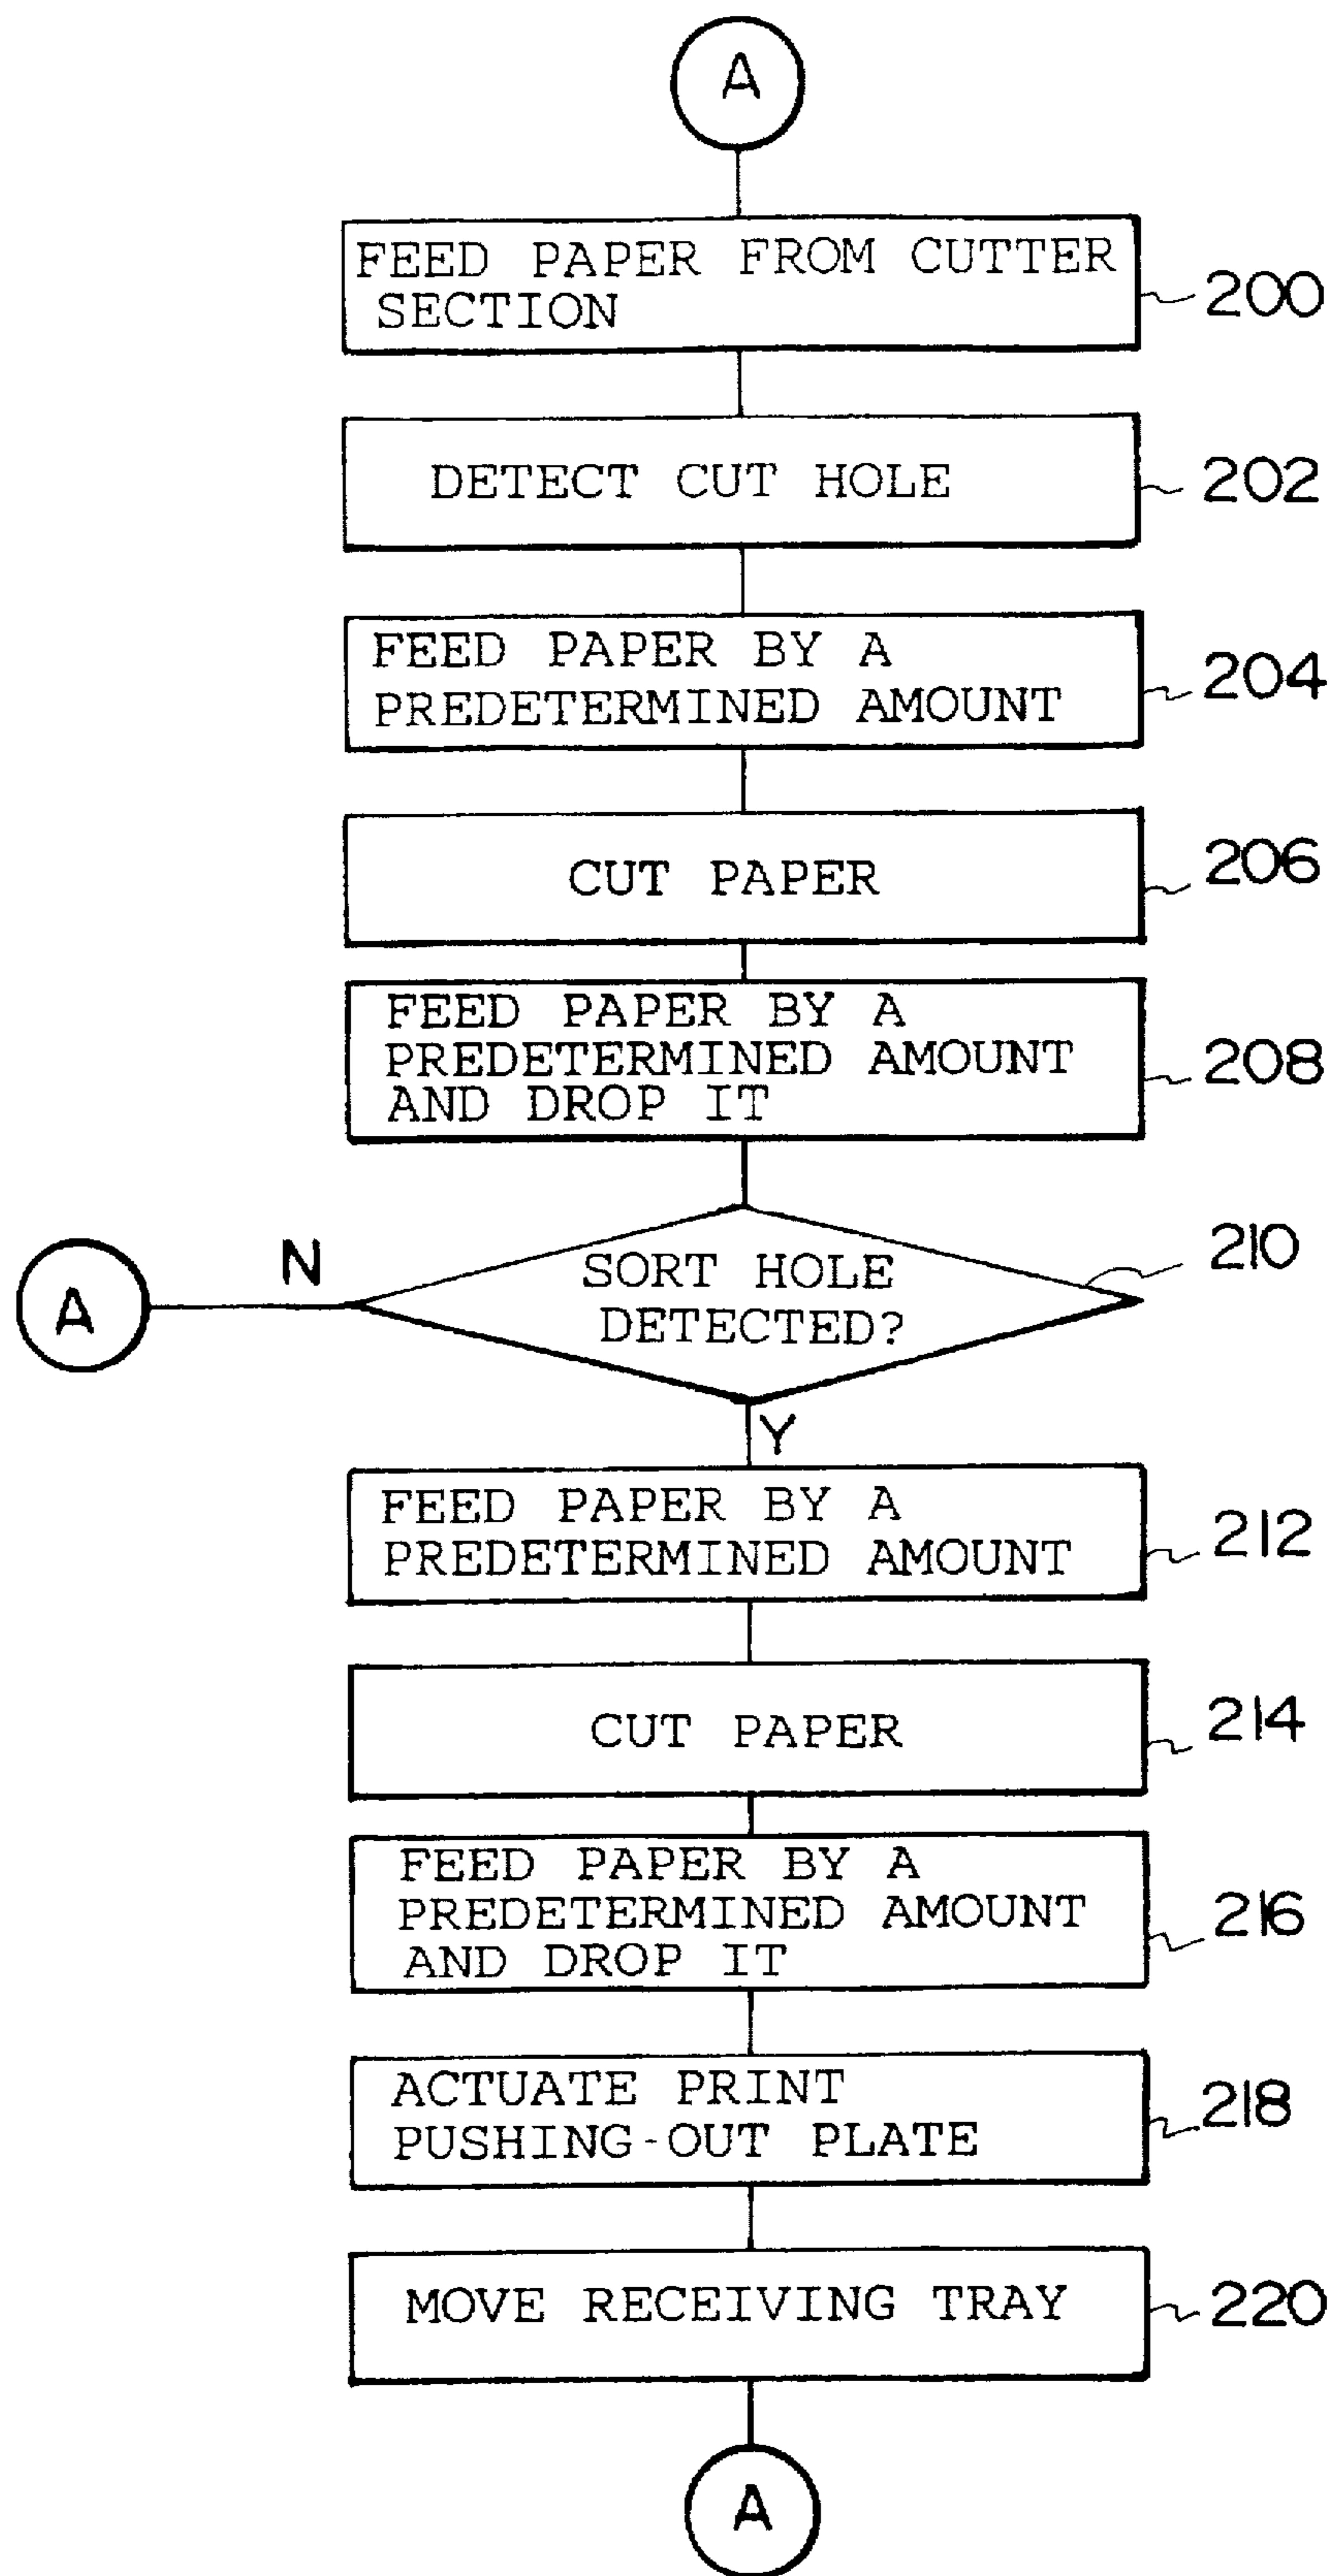 A
FEED PAPER FROM CUTTER
SECTION
200
DETECT CUT HOLE
202
FEED PAPER BY A
PREDETERMINED AMOUNT
204
CUT PAPER
206
FEED PAPER BY A
PREDETERMINED AMOUNT
AND DROP IT
208
SORT HOLE
DETECTED?
210
N
A
Y
FEED PAPER BY A
PREDETERMINED AMOUNT
212
CUT PAPER
214
FEED PAPER BY A
PREDETERMINED AMOUNT
AND DROP IT
216
ACTUATE PRINT
PUSHING-OUT PLATE
218
MOVE RECEIVING TRAY
220
A